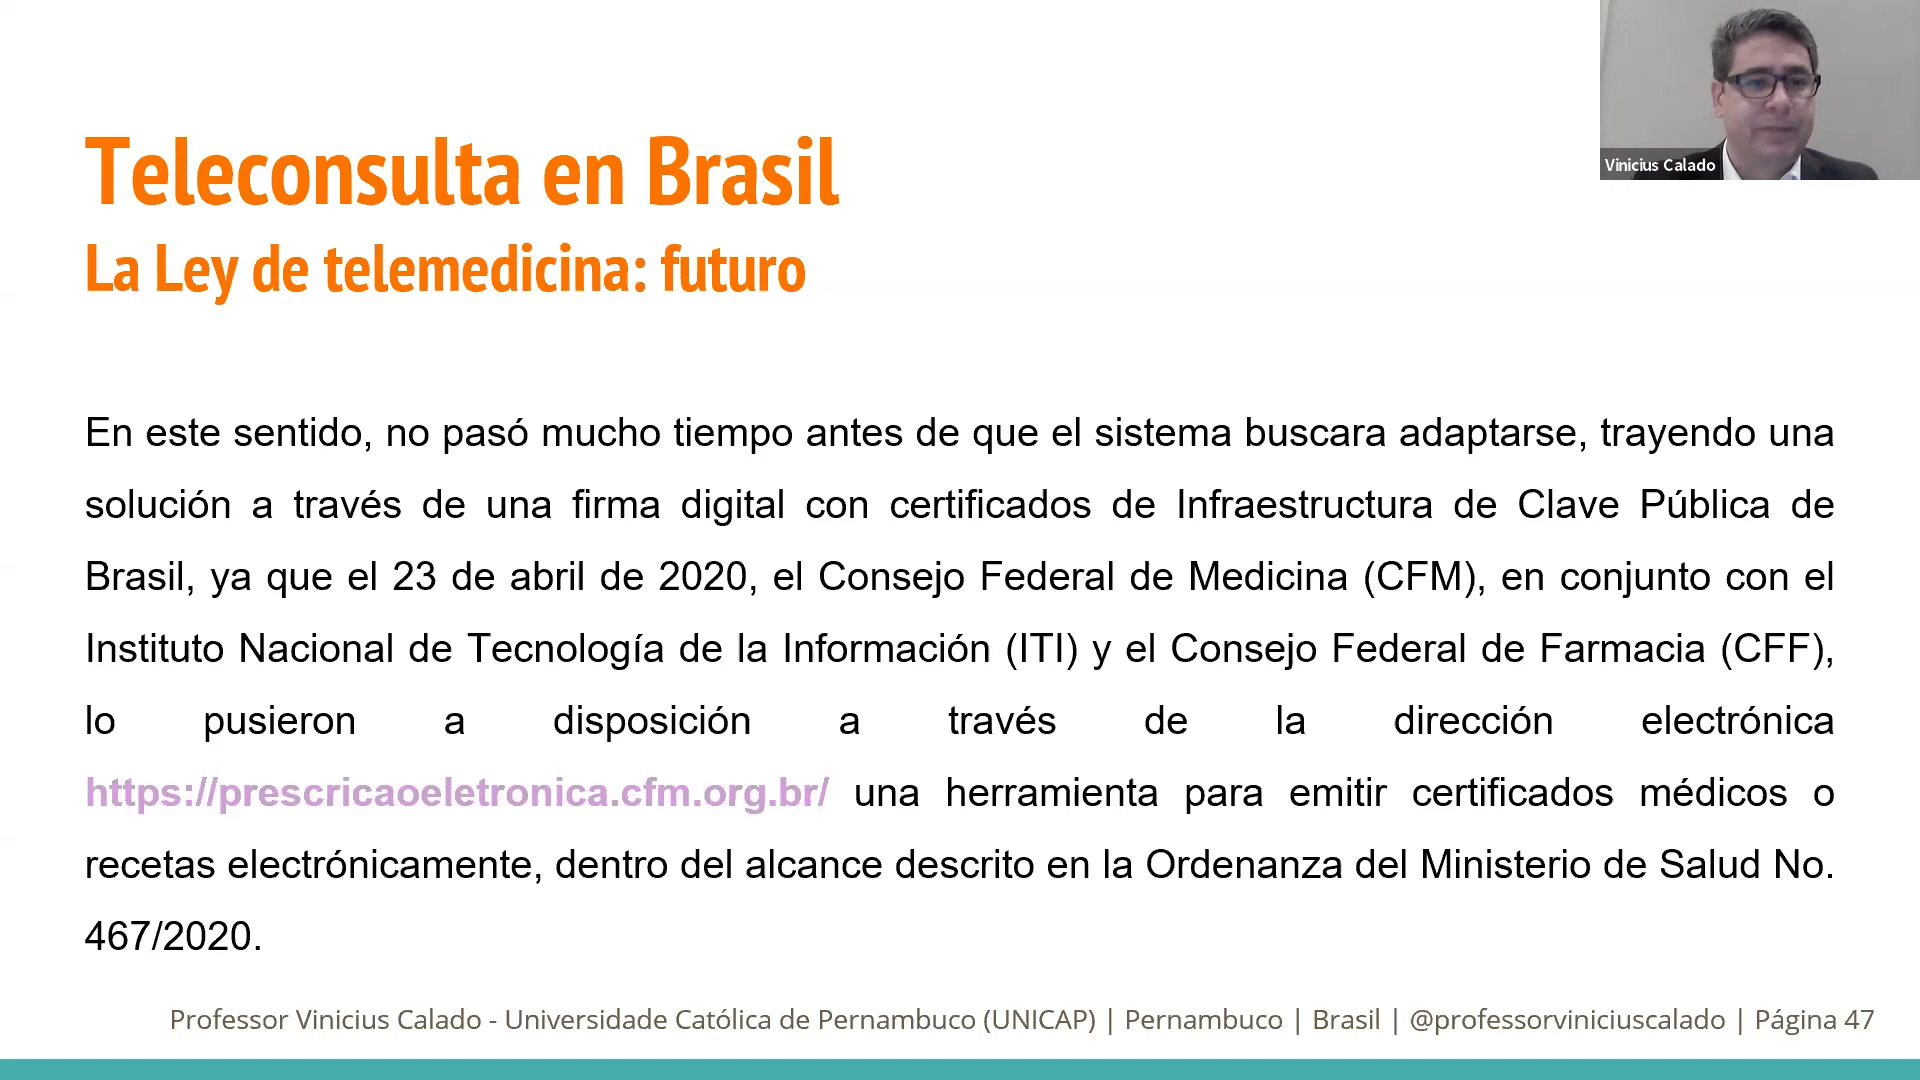 Vinicius Calado
Teleconsulta en Brasil
La Ley de telemedicina: futuro
En este sentido, no pasó mucho tiempo antes de que el sistema buscara adaptarse, trayendo una
solución a través de una firma digital con certificados de Infraestructura de Clave Pública de
Brasil, ya que el 23 de abril de 2020, el Consejo Federal de Medicina (CFM), en conjunto con el
Instituto Nacional de Tecnología de la Información (ITI) y el Consejo Federal de Farmacia (CFF),
lo pusieron a disposición a través de la dirección electrónica
https://prescricaoeletronica.cfm.org.br/ una herramienta para emitir certificados médicos o
recetas electrónicamente, dentro del alcance descrito en la Ordenanza del Ministerio de Salud No.
467/2020.
Professor Vinicius Calado - Universidade Católica de Pernambuco (UNICAP) | Pernambuco | Brasil | @professorviniciuscalado | Página 47